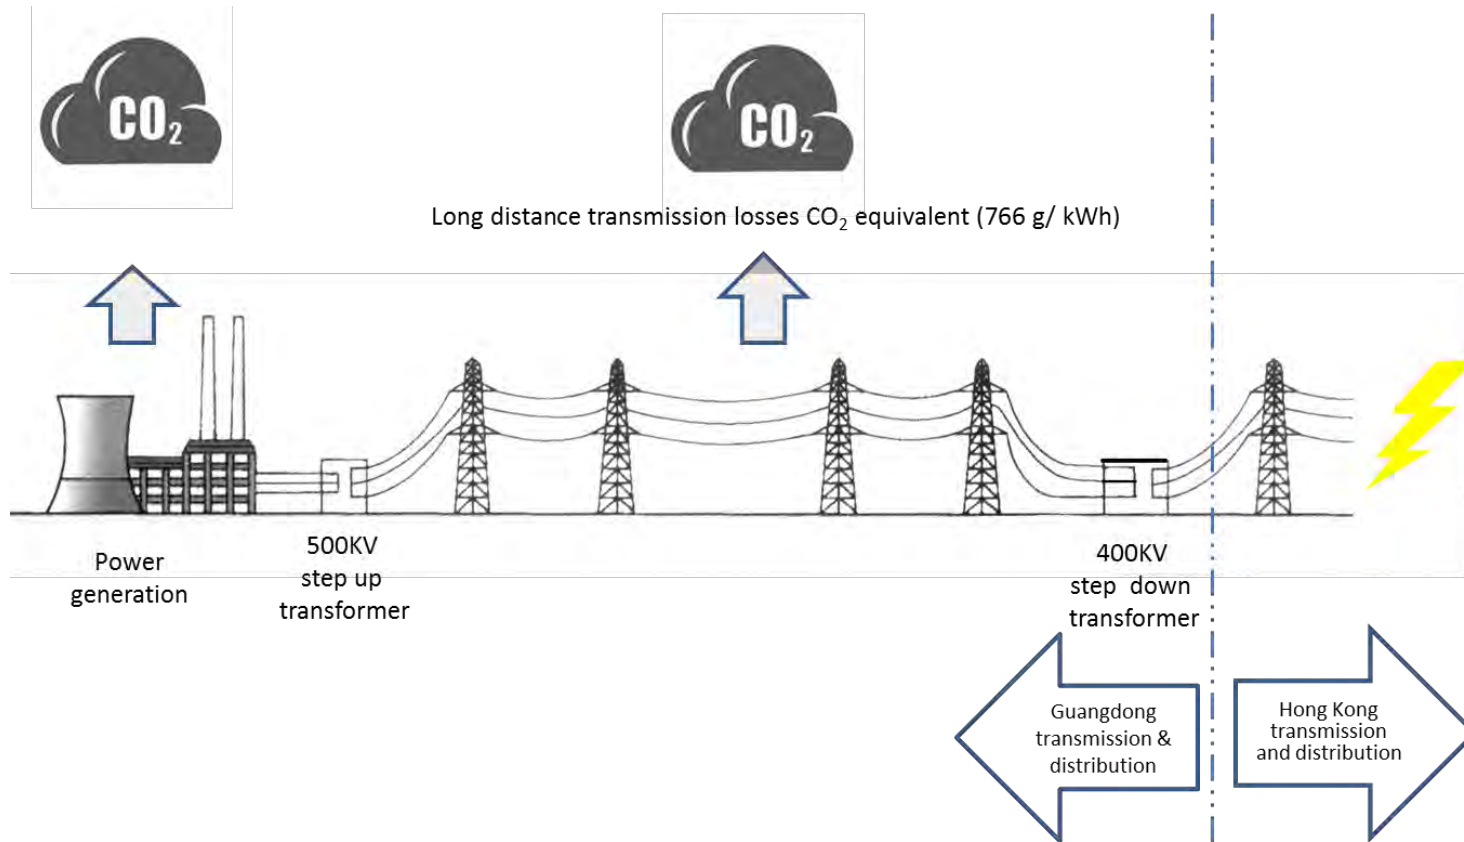 CO2
CO2
Long distance transmission losses CO2 equivalent (766 g/ kWh)
Power
generation
500KV
step up
transformer
400KV
step down
transformer
Guangdong
transmission &
distribution
Hong Kong
transmission
and distribution